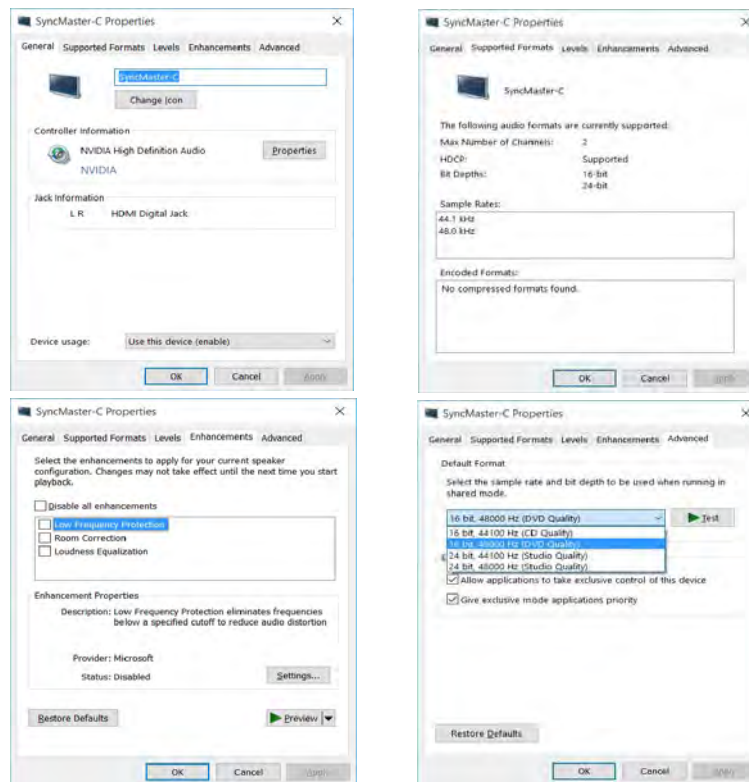 SyncMaster-C Properties
General Supported Formats Levels Enhancements Advanced
SyncMaster-C
Change Icon
Controller Information
NVIDIA High Definition Audio Properties
NVIDIA
Jack Information
L R HDMI Digital Jack
Device usage: Use this device (enable)
OK Cancel Apply
SyncMaster-C Properties
General Supported Formats Levels Enhancements Advanced
SyncMaster-C
The following audio formats are currently supported:
Max Number of Channels: 2
HDCP: Supported
Bit Depths: 16-bit
24-bit
Sample Rates:
44.1 kHz
48.0 kHz
Encoded Formats:
No compressed formats found.
OK Cancel Apply
SyncMaster-C Properties
General Supported Formats Levels Enhancements Advanced
Select the enhancements to apply for your current speaker
configuration. Changes may not take effect until the next time you start
playback.
Disable all enhancements
Low Frequency Protection
Room Correction
Loudness Equalization
Enhancement Properties
Description: Low Frequency Protection eliminates frequencies
below a specified cutoff to reduce audio distortion
Provider: Microsoft
Status: Disabled Settings...
Restore Defaults Preview
OK Cancel Apply
SyncMaster-C Properties
General Supported Formats Levels Enhancements Advanced
Default Format
Select the sample rate and bit depth to be used when running in
shared mode.
16 bit, 48000 Hz (DVD Quality) Test
16 bit, 44100 Hz (CD Quality)
16 bit, 48000 Hz (DVD Quality)
24 bit, 44100 Hz (Studio Quality)
24 bit, 48000 Hz (Studio Quality)
Allow applications to take exclusive control of this device
Give exclusive mode applications priority
Restore Defaults
OK Cancel Apply